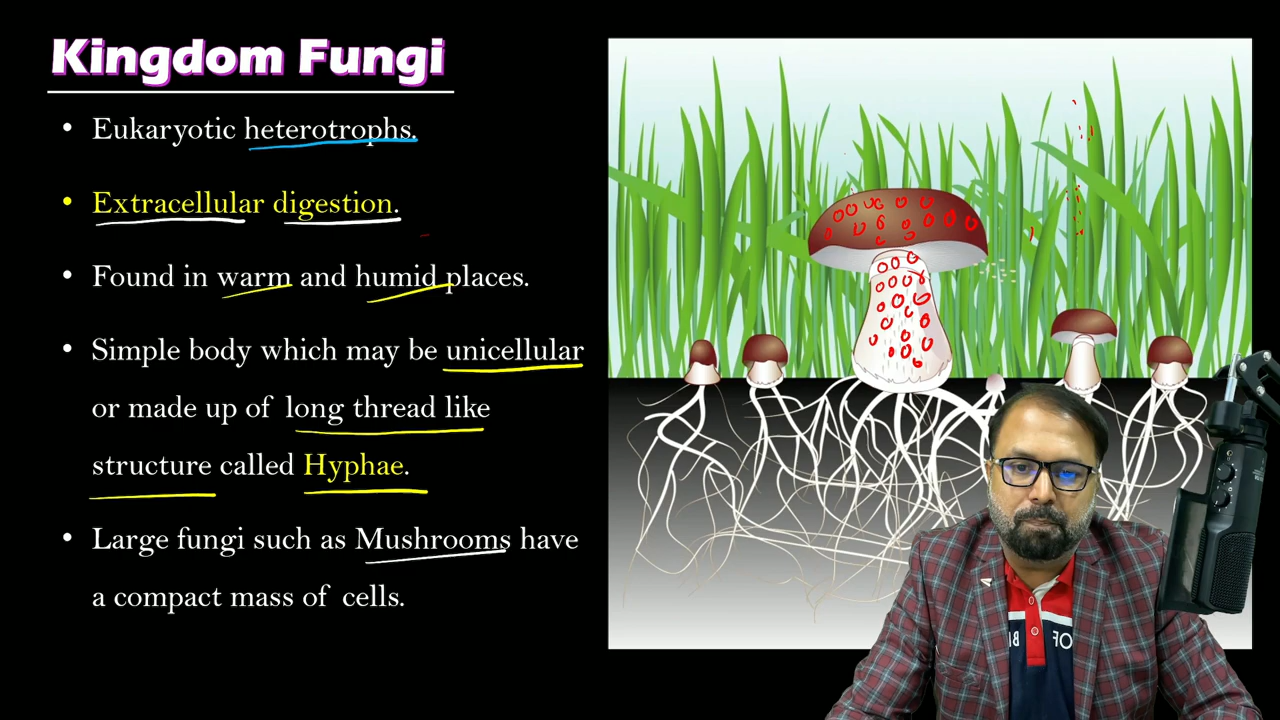 Kingdom Fungi
• Eukaryotic heterotrophs.
• Extracellular digestion.
• Found in warm and humid places.
• Simple body which may be unicellular
or made up of long thread like
structure called Hyphae.
• Large fungi such as Mushrooms have
a compact mass of cells.